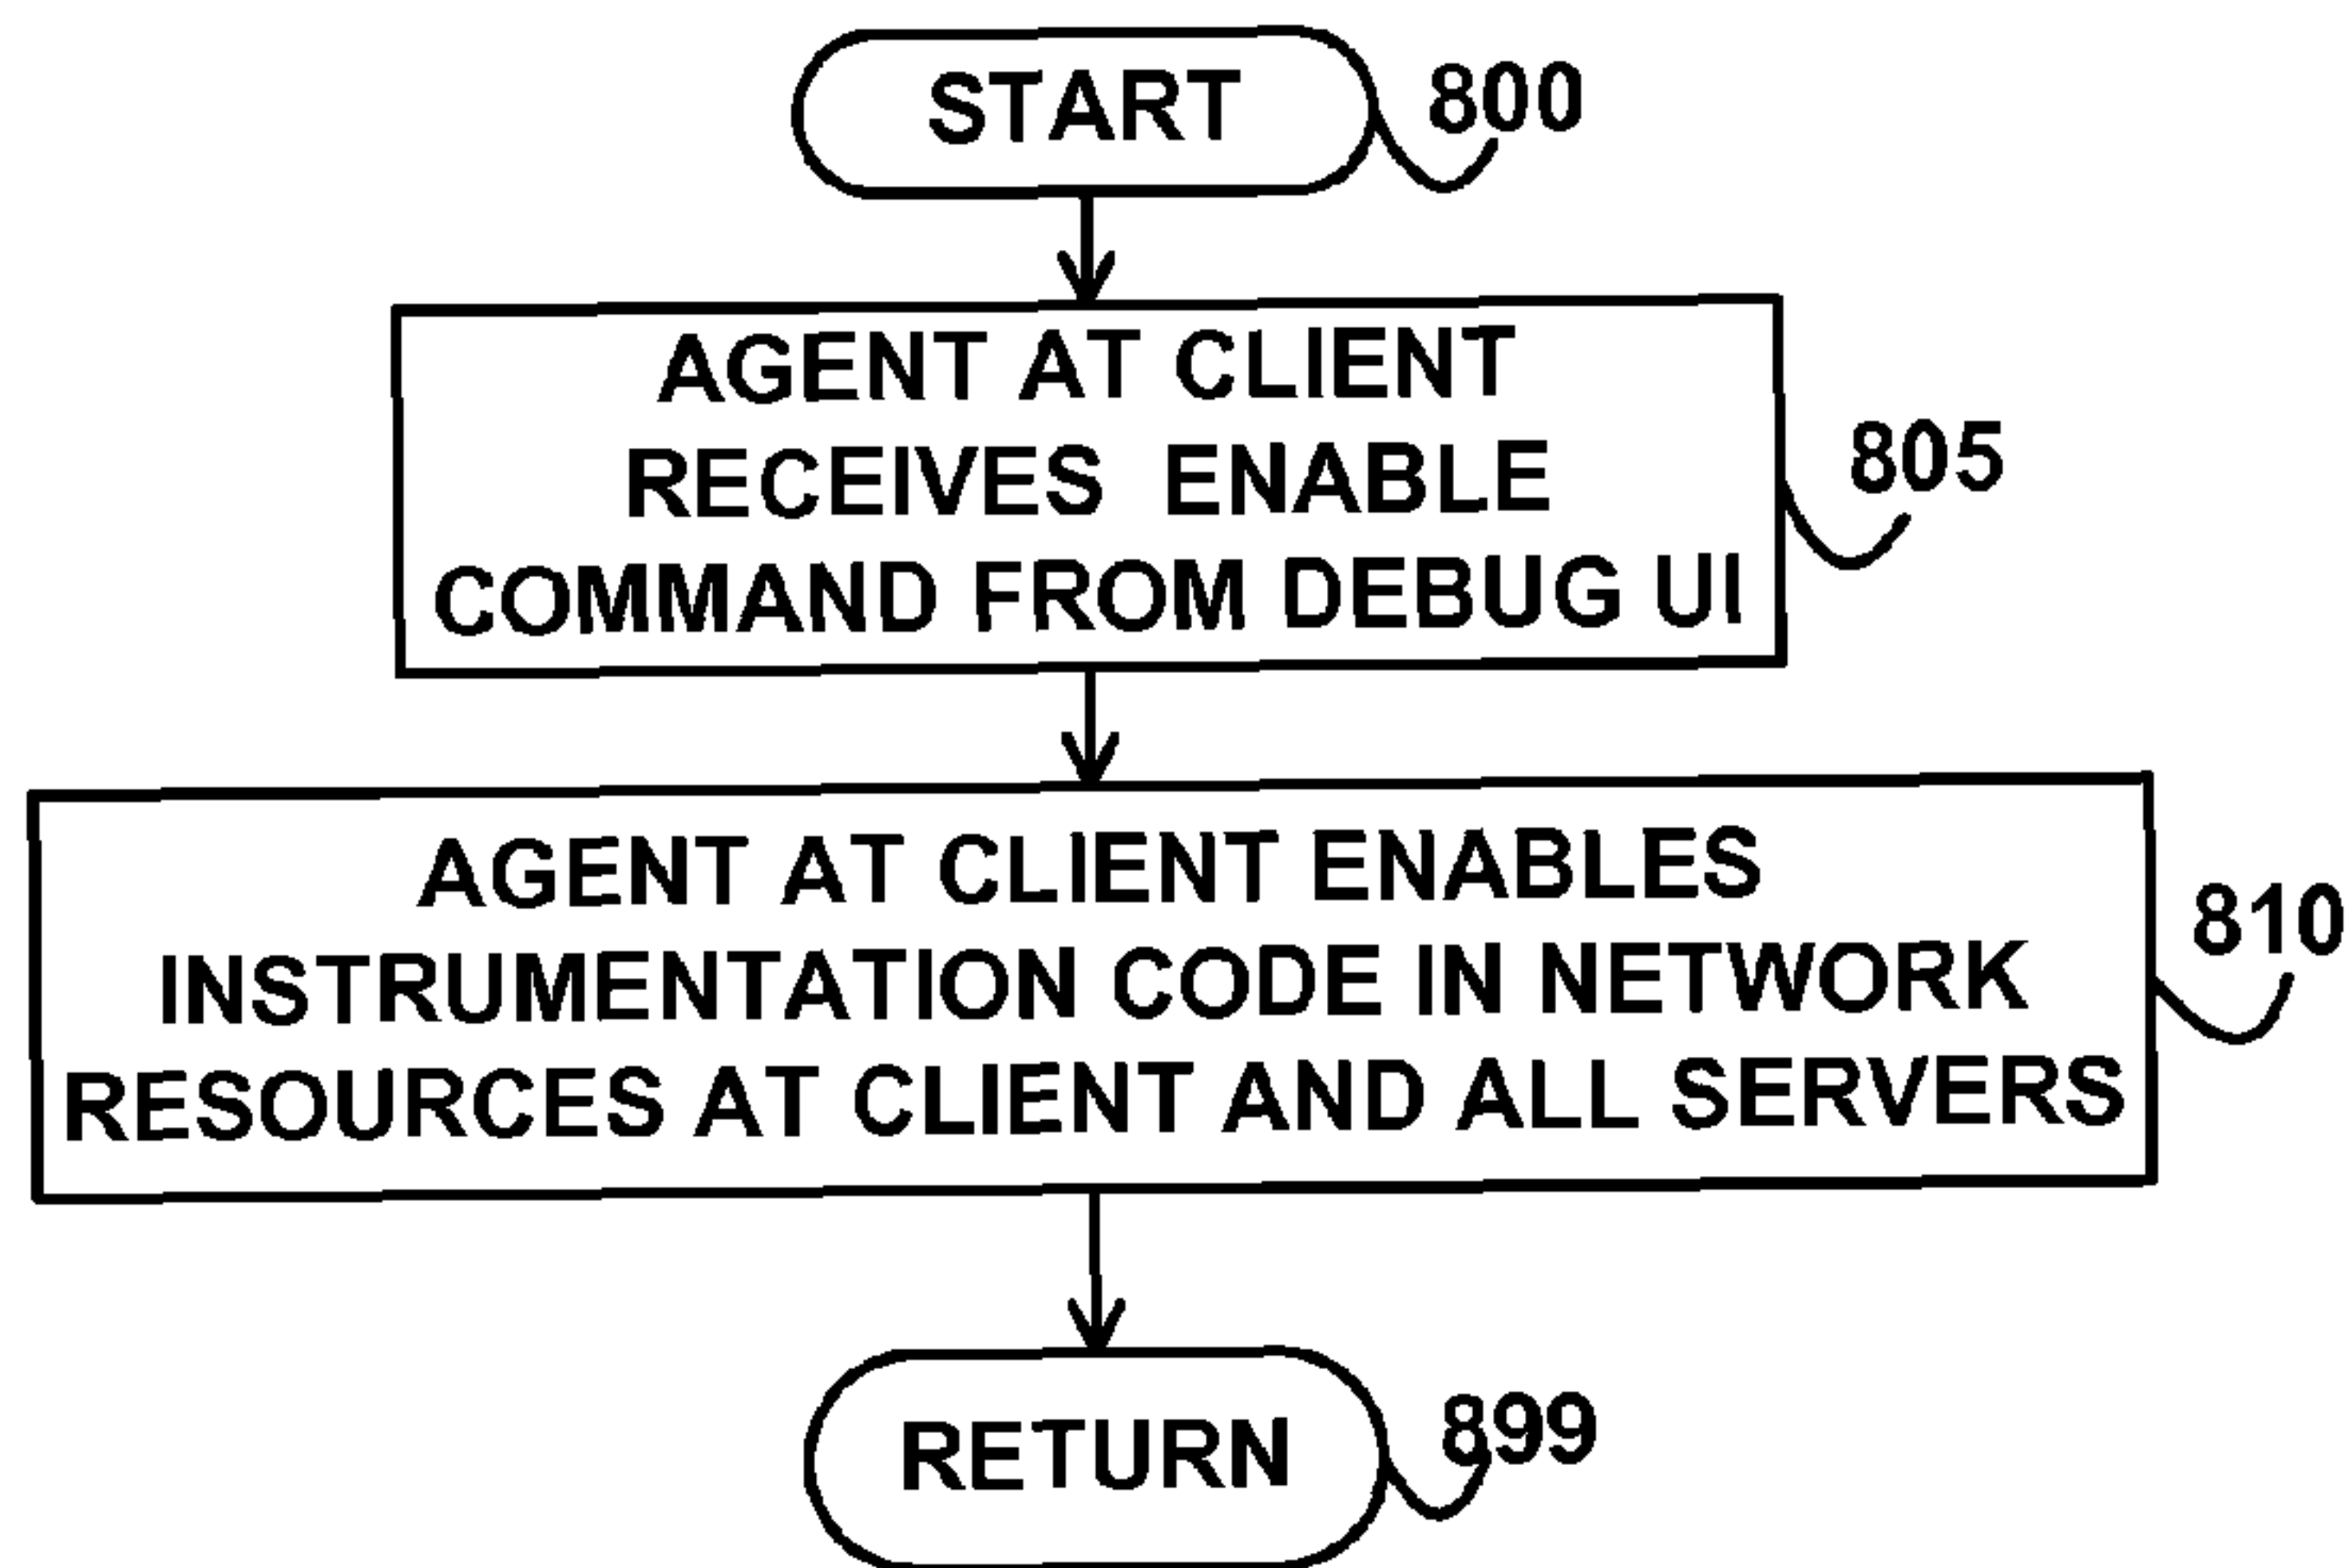 START
800
AGENT AT CLIENT
RECEIVES ENABLE
COMMAND FROM DEBUG UI
805
AGENT AT CLIENT ENABLES
INSTRUMENTATION CODE IN NETWORK
RESOURCES AT CLIENT AND ALL SERVERS
810
RETURN
899